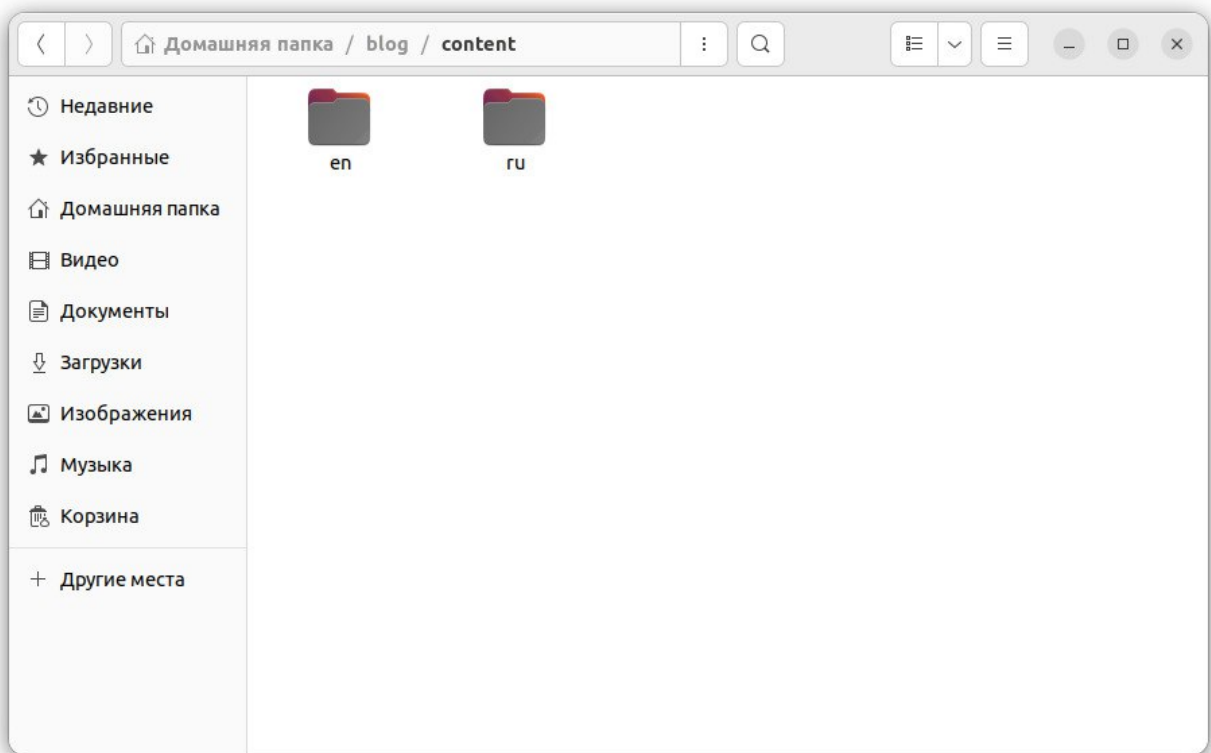 Домашняя папка / blog / content
Недавние
Избранные
Домашняя папка
Видео
Документы
Загрузки
Изображения
Музыка
Корзина
Другие места
en
ru